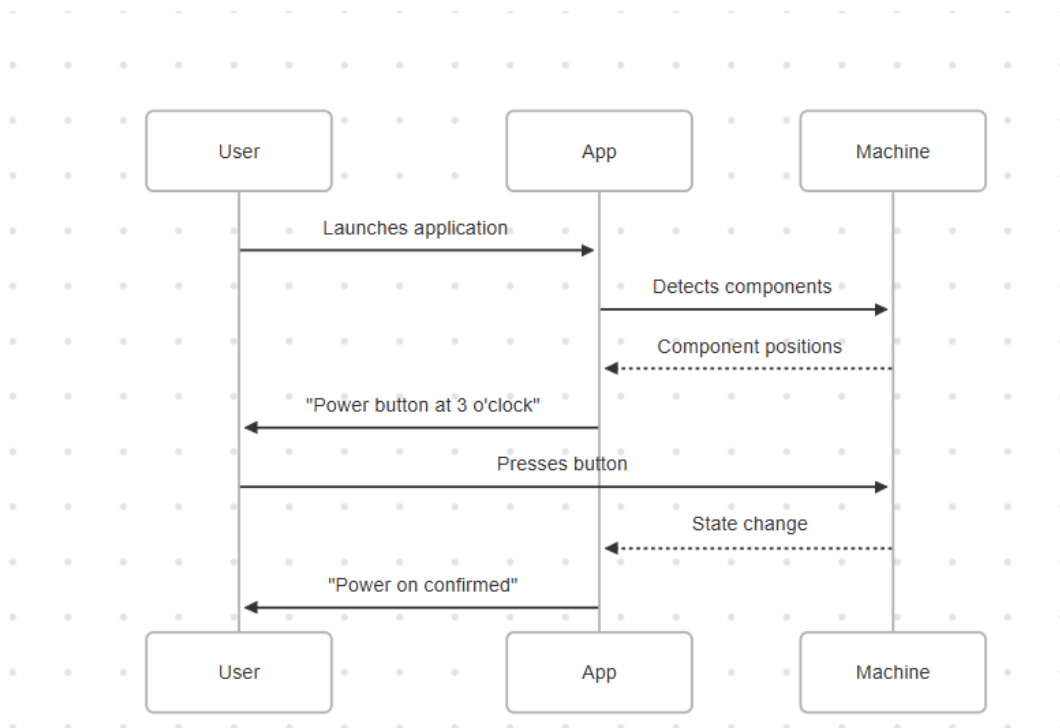 User
App
Machine
Launches application
Detects components
Component positions
"Power button at 3 o'clock"
Presses button
State change
"Power on confirmed"
User
App
Machine